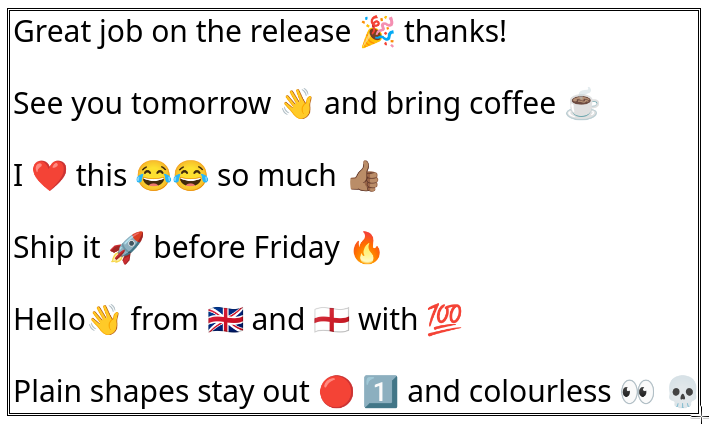 Great job on the release 🎉 thanks!
See you tomorrow 👋 and bring coffee ☕
I ❤️ this 😂😂 so much 👍🏽
Ship it 🚀 before Friday 🔥
Hello👋 from 🇬🇧 and 🏴󠁧󠁢󠁥󠁮󠁧󠁿 with 💯
Plain shapes stay out 🔴 1️⃣ and colourless 👀 💀